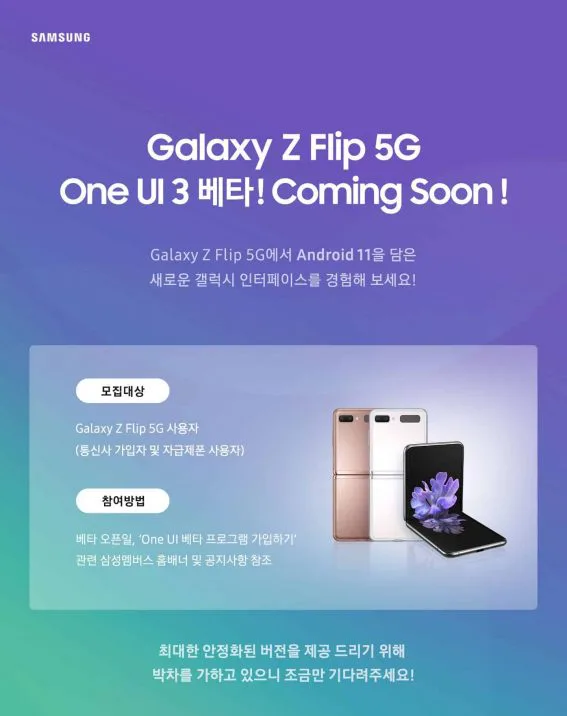 SAMSUNG
Galaxy Z Flip 5G
One UI 3 베타! Coming Soon!
Galaxy Z Flip 5G에서 Android 11을 담은
새로운 갤럭시 인터페이스를 경험해 보세요!
모집대상
Galaxy Z Flip 5G 사용자
(통신사 가입자 및 자급제폰 사용자)
참여방법
베타 오픈일, 'One UI 베타 프로그램 가입하기'
관련 삼성멤버스 홈배너 및 공지사항 참조
최대한 안정화된 버전을 제공 드리기 위해
박차를 가하고 있으니 조금만 기다려주세요!